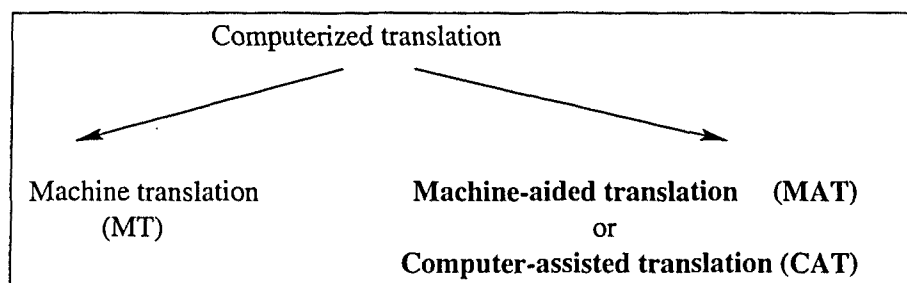 Computerized translation
Machine translation
(MT)
Machine-aided translation (MAT)
or
Computer-assisted translation (CAT)